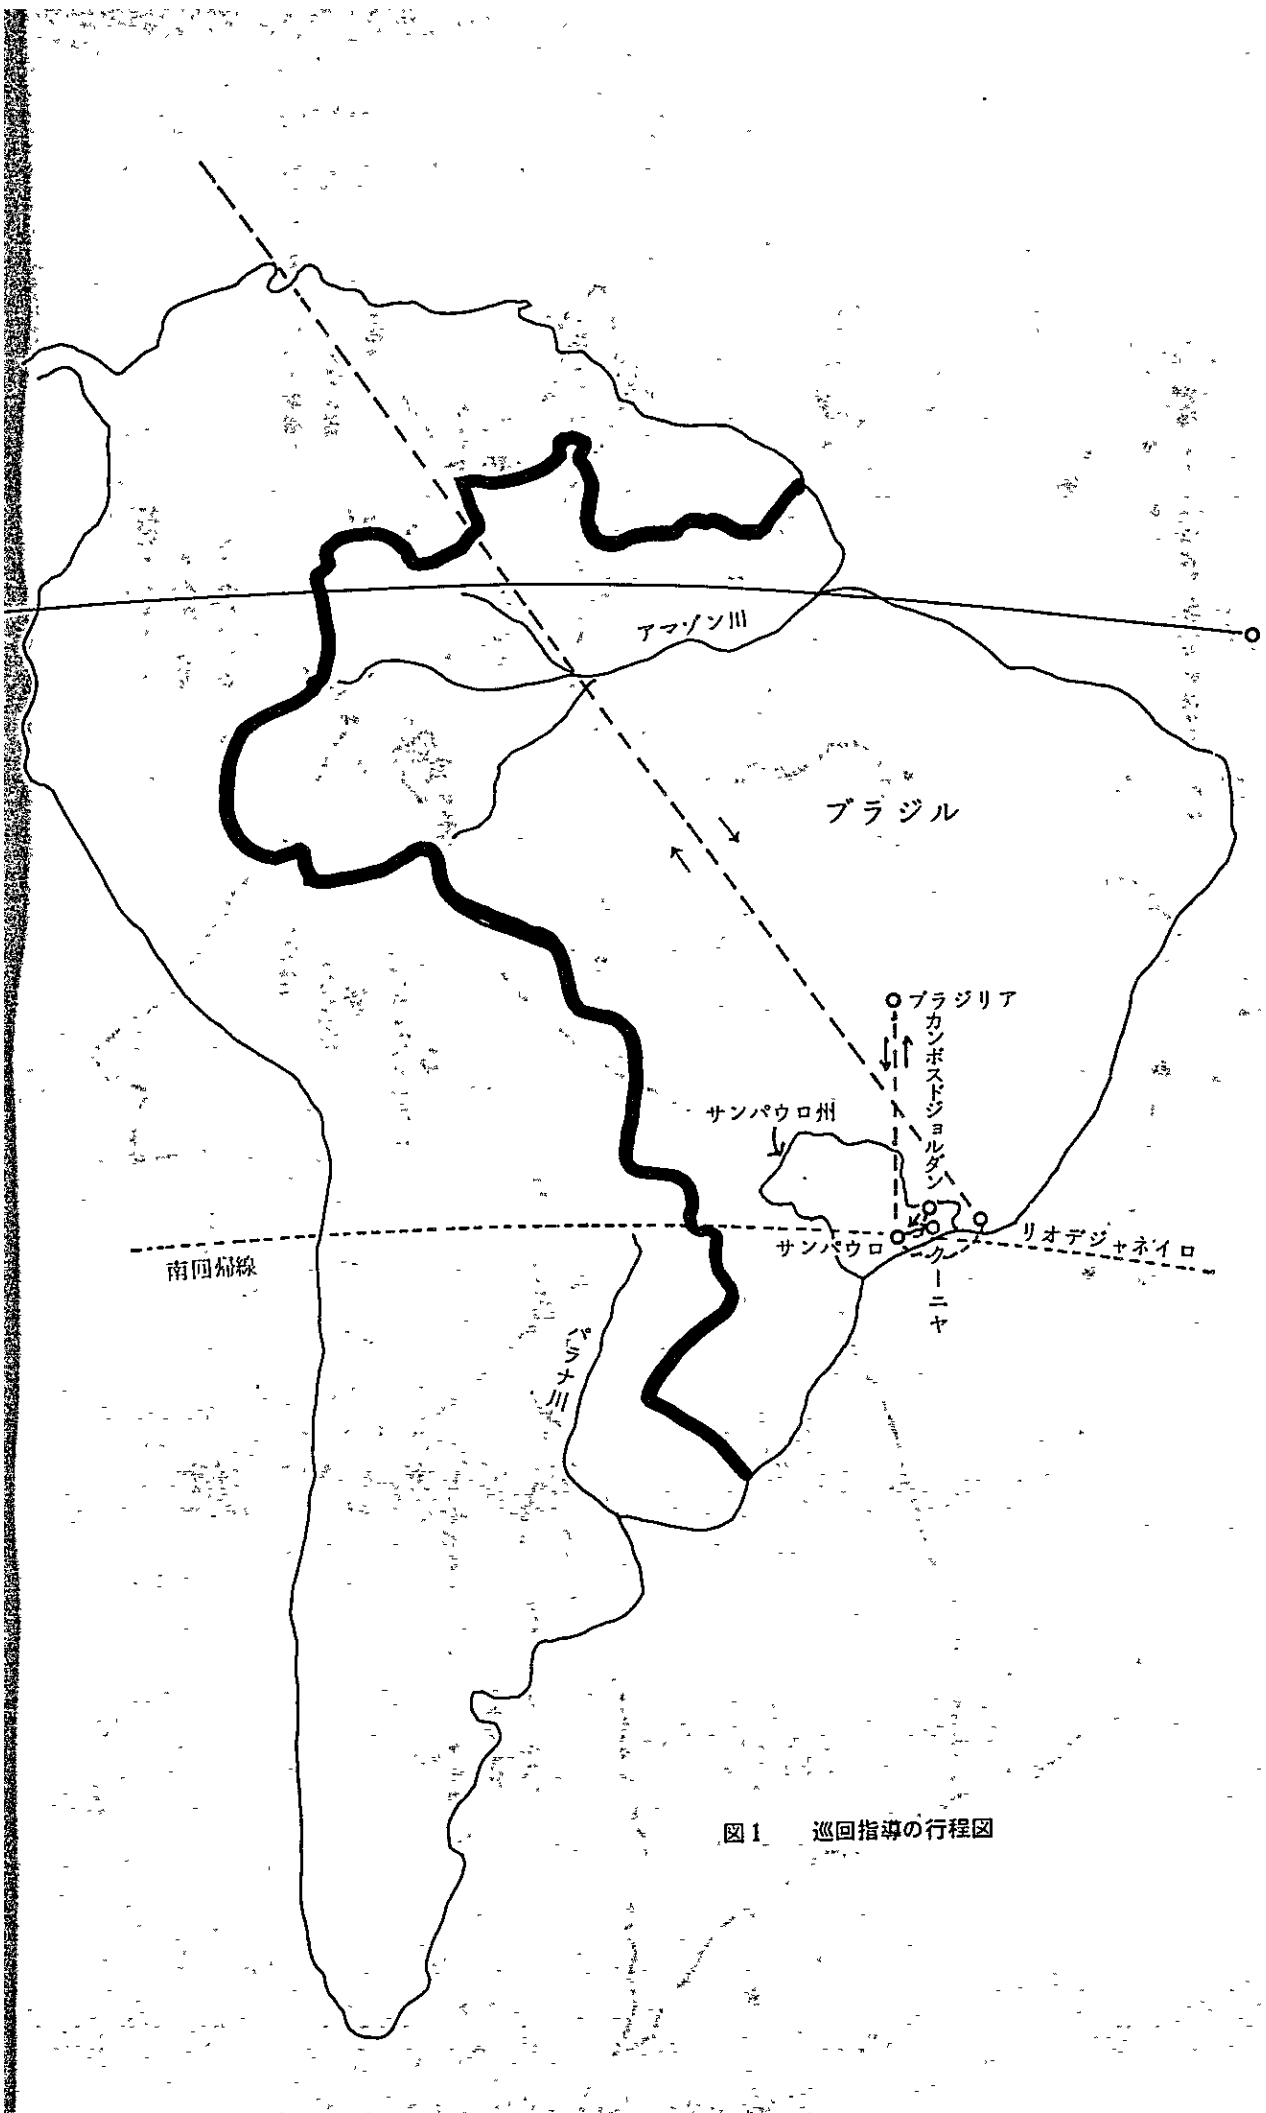 アマゾン川
ブラジル
ブラジリア
カンポスドジョルダン
サンパウロ州
サンパウロ
リオデジャネイロ
クーニャ
南回帰線
パラナ川
図1 巡回指導の行程図